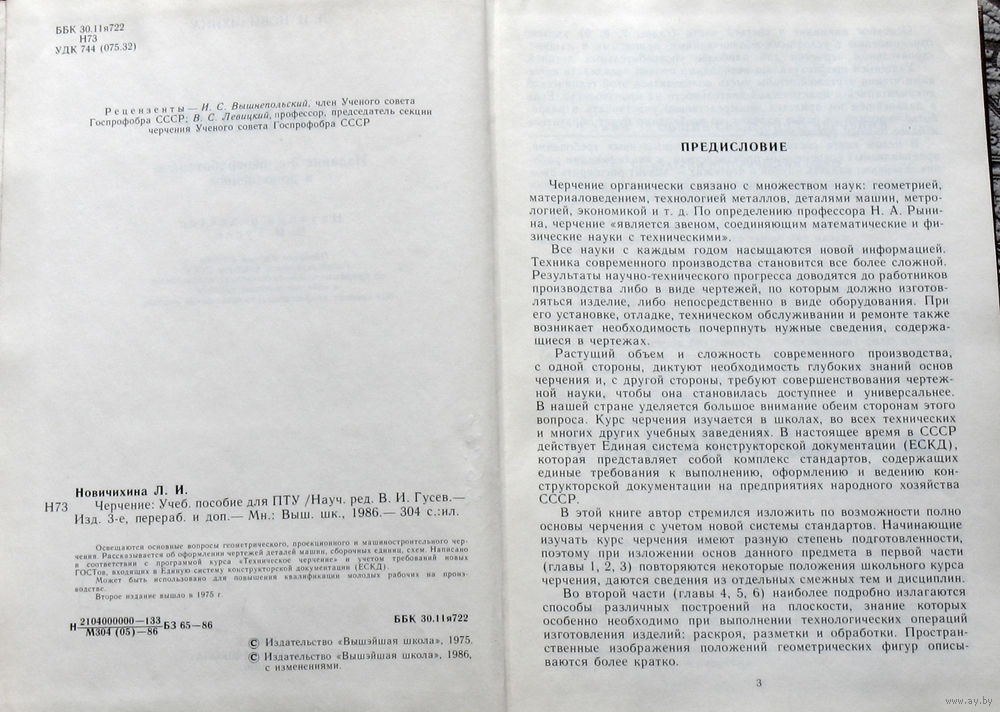 ББК 30.11я722
Н73
УДК 744 (075.32)
Рецензенты — И. С. Вышнепольский, член Ученого совета
Госпрофобра СССР; В. С. Левицкий, профессор, председатель секции
черчения Ученого совета Госпрофобра СССР
Новичихина Л. И.
Н73 Черчение: Учеб. пособие для ПТУ /Науч. ред. В. И. Гусев.—
Изд. 3-е, перераб. и доп.— Мн.: Выш. шк., 1986.— 304 с.:ил.
Освещаются основные вопросы геометрического, проекционного и машиностроительного чер-
чения. Рассказывается об оформлении чертежей деталей машин, сборочных единиц, схем. Написано
в соответствии с программой курса «Техническое черчение» с учетом требований новых
ГОСТов, входящих в Единую систему конструкторской документации (ЕСКД).
Может быть использовано для повышения квалификации молодых рабочих на произ-
водстве.
Второе издание вышло в 1975 г.
Н 2104000000—133
М304 (05)—86 БЗ 65—86
ББК 30.11я722
© Издательство «Вышэйшая школа», 1975.
© Издательство «Вышэйшая школа», 1986,
с изменениями.
ПРЕДИСЛОВИЕ
Черчение органически связано с множеством наук: геометрией,
материаловедением, технологией металлов, деталями машин, метро-
логией, экономикой и т. д. По определению профессора Н. А. Рыни-
на, черчение «является звеном, соединяющим математические и фи-
зические науки с техническими».
Все науки с каждым годом насыщаются новой информацией.
Техника современного производства становится все более сложной.
Результаты научно-технического прогресса доводятся до работников
производства либо в виде чертежей, по которым должно изготов-
ляться изделие, либо непосредственно в виде оборудования. При
его установке, отладке, техническом обслуживании и ремонте также
возникает необходимость почерпнуть нужные сведения, содержа-
щиеся в чертежах.
Растущий объем и сложность современного производства,
с одной стороны, диктуют необходимость глубоких знаний основ
черчения и, с другой стороны, требуют совершенствования чертеж-
ной науки, чтобы она становилась доступнее и универсальнее.
В нашей стране уделяется большое внимание обеим сторонам этого
вопроса. Курс черчения изучается в школах, во всех технических
и многих других учебных заведениях. В настоящее время в СССР
действует Единая система конструкторской документации (ЕСКД),
которая представляет собой комплекс стандартов, содержащих
единые требования к выполнению, оформлению и ведению кон-
структорской документации на предприятиях народного хозяйства
СССР.
В этой книге автор стремился изложить по возможности полно
основы черчения с учетом новой системы стандартов. Начинающие
изучать курс черчения имеют разную степень подготовленности,
поэтому при изложении основ данного предмета в первой части
(главы 1, 2, 3) повторяются некоторые положения школьного курса
черчения, даются сведения из отдельных смежных тем и дисциплин.
Во второй части (главы 4, 5, 6) наиболее подробно излагаются
способы различных построений на плоскости, знание которых
особенно необходимо при выполнении технологических операций
изготовления изделий: раскроя, разметки и обработки. Простран-
ственные изображения положений геометрических фигур описы-
ваются более кратко.
3
www.ay.by